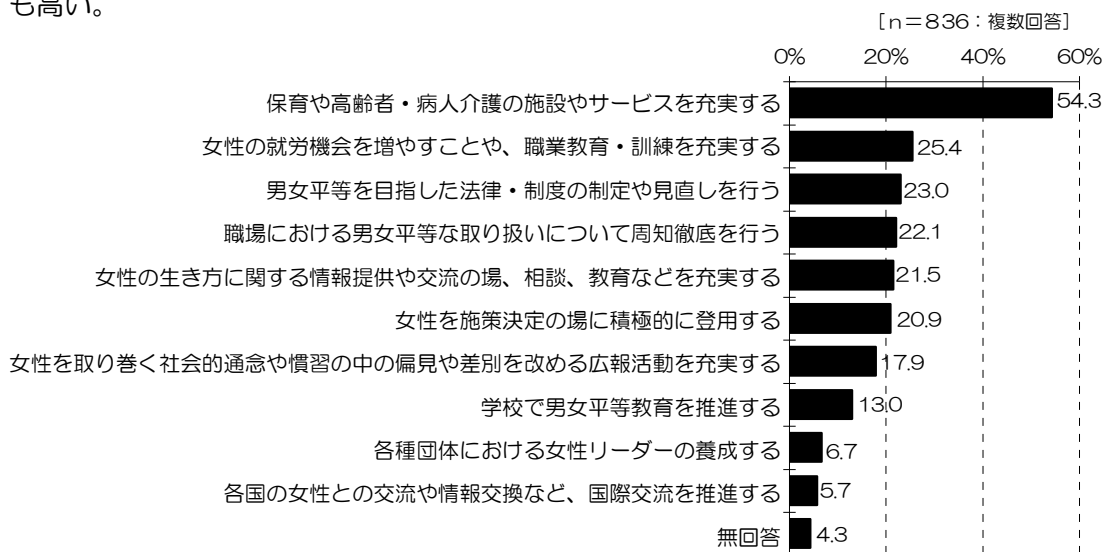 も高い。
［n＝836：複数回答］
0% 20% 40% 60%
保育や高齢者・病人介護の施設やサービスを充実する 54.3
女性の就労機会を増やすことや、職業教育・訓練を充実する 25.4
男女平等を目指した法律・制度の制定や見直しを行う 23.0
職場における男女平等な取り扱いについて周知徹底を行う 22.1
女性の生き方に関する情報提供や交流の場、相談、教育などを充実する 21.5
女性を施策決定の場に積極的に登用する 20.9
女性を取り巻く社会的通念や慣習の中の偏見や差別を改める広報活動を充実する 17.9
学校で男女平等教育を推進する 13.0
各種団体における女性リーダーの養成する 6.7
各国の女性との交流や情報交換など、国際交流を推進する 5.7
無回答 4.3